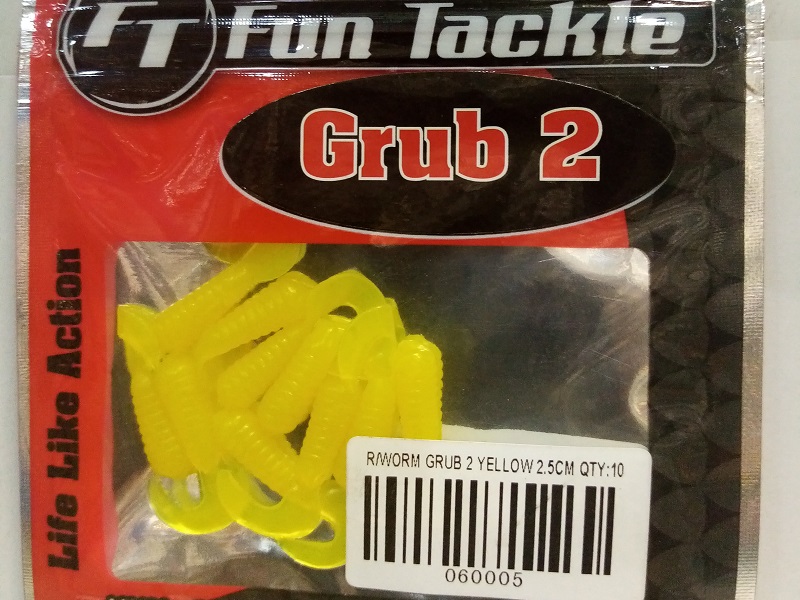 FT Fun Tackle
Grub 2
Life Like Action
R/WORM GRUB 2 YELLOW 2.5CM QTY:10
060005